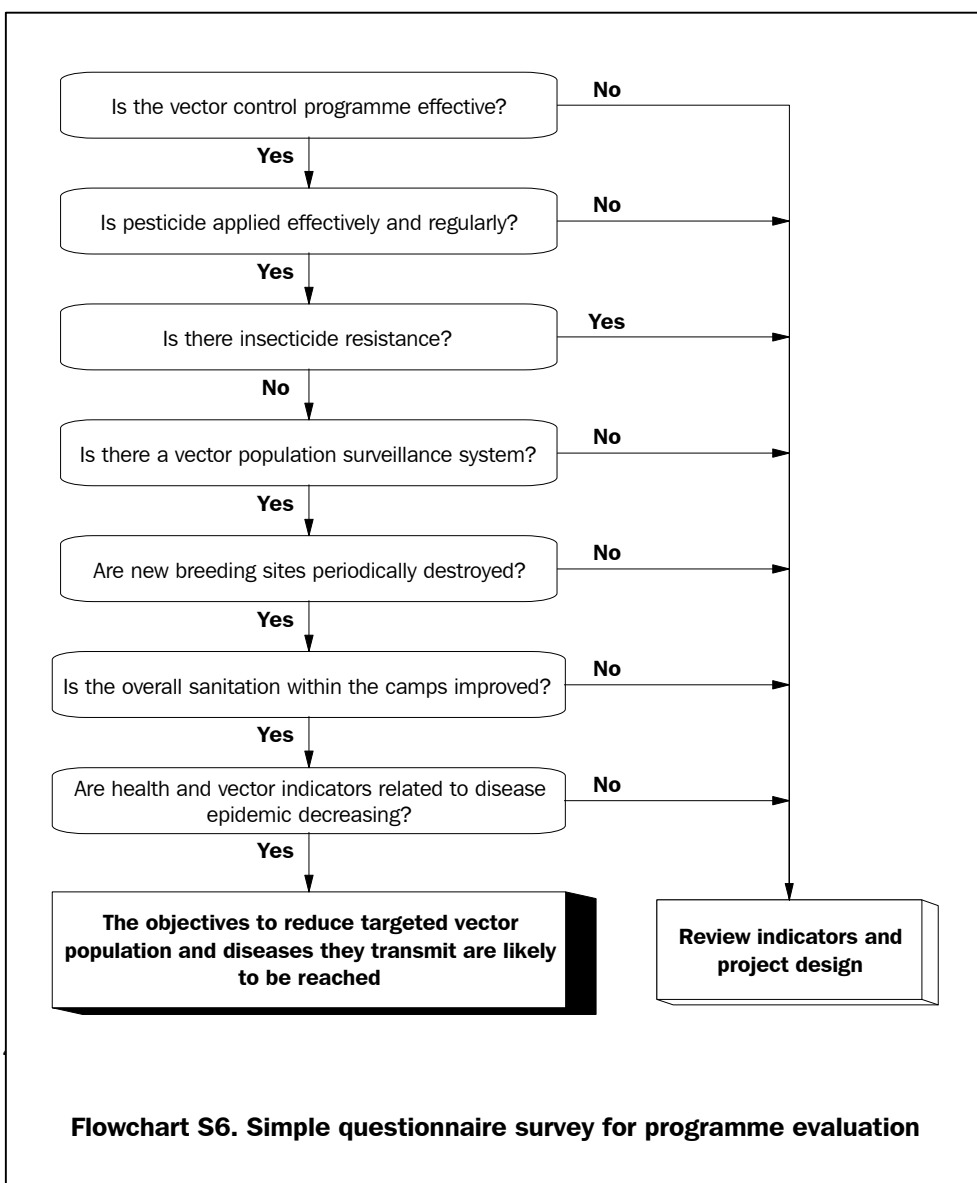 Is the vector control programme effective?
No
Yes
Is pesticide applied effectively and regularly?
No
Yes
Is there insecticide resistance?
Yes
No
Is there a vector population surveillance system?
No
Yes
Are new breeding sites periodically destroyed?
No
Yes
Is the overall sanitation within the camps improved?
No
Yes
Are health and vector indicators related to disease
epidemic decreasing?
No
Yes
The objectives to reduce targeted vector
population and diseases they transmit are likely
to be reached
Review indicators and
project design
Flowchart S6. Simple questionnaire survey for programme evaluation